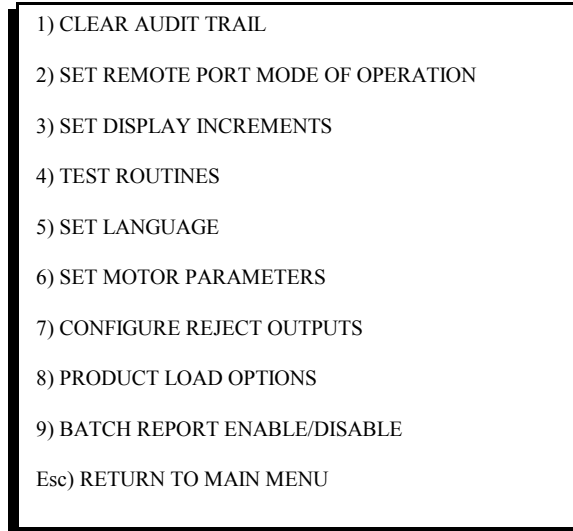 1) CLEAR AUDIT TRAIL
2) SET REMOTE PORT MODE OF OPERATION
3) SET DISPLAY INCREMENTS
4) TEST ROUTINES
5) SET LANGUAGE
6) SET MOTOR PARAMETERS
7) CONFIGURE REJECT OUTPUTS
8) PRODUCT LOAD OPTIONS
9) BATCH REPORT ENABLE/DISABLE
Esc) RETURN TO MAIN MENU